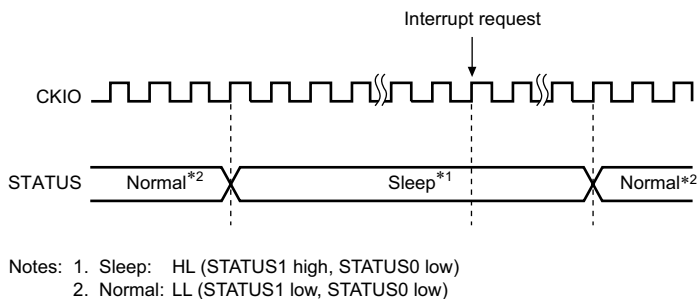 Interrupt request
CKIO
STATUS Normal*2 Sleep*1 Normal*2
Notes: 1. Sleep: HL (STATUS1 high, STATUS0 low)
2. Normal: LL (STATUS1 low, STATUS0 low)